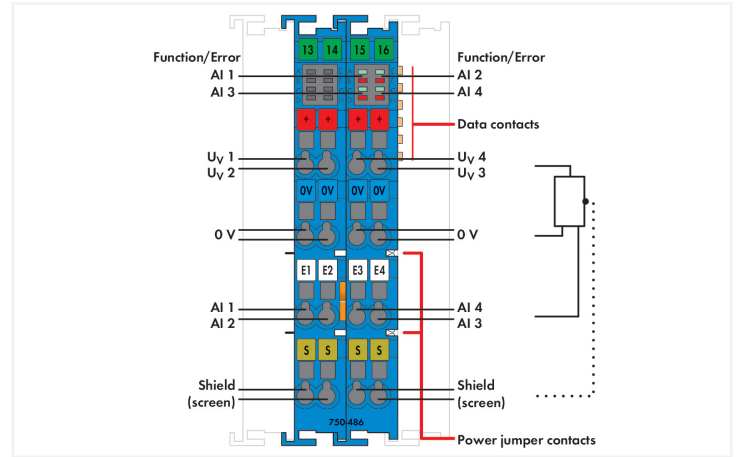 13 14 15 16
Function/Error
AI 1
AI 3
Function/Error
AI 2
AI 4
+ + + +
Data contacts
UV 1
UV 2
UV 4
UV 3
0V 0V 0V 0V
0 V
0 V
E1 E2 E3 E4
AI 1
AI 2
AI 4
AI 3
S S S S
Shield
(screen)
Shield
(screen)
750-486
Power jumper contacts